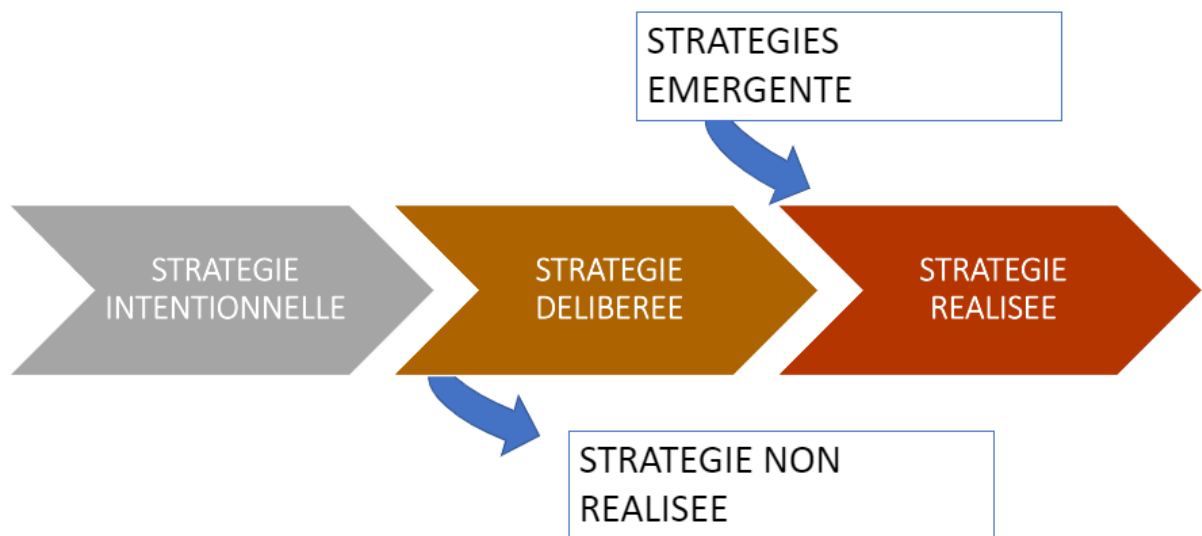 STRATEGIES
EMERGENTE
STRATEGIE
INTENTIONNELLE
STRATEGIE
DELIBEREE
STRATEGIE
REALISEE
STRATEGIE NON
REALISEE